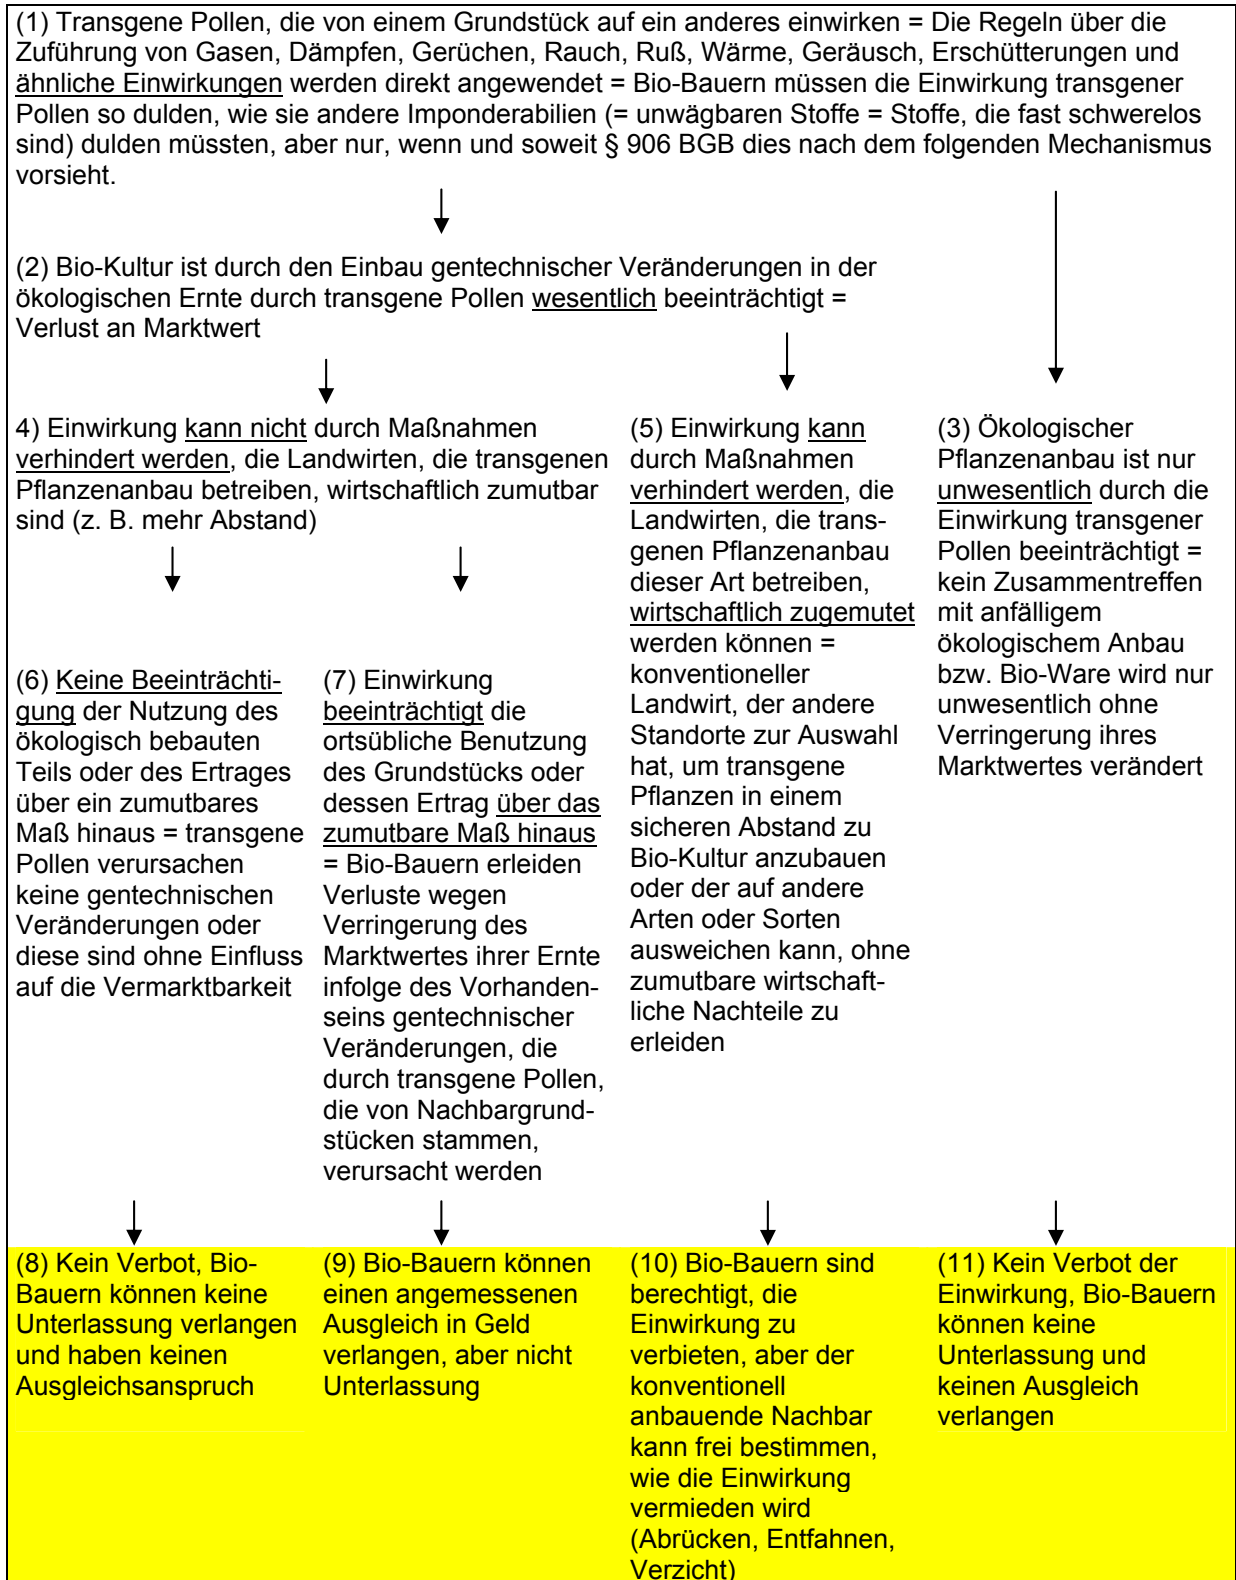 (1) Transgene Pollen, die von einem Grundstück auf ein anderes einwirken = Die Regeln über die
Zuführung von Gasen, Dämpfen, Gerüchen, Rauch, Ruß, Wärme, Geräusch, Erschütterungen und
ähnliche Einwirkungen werden direkt angewendet = Bio-Bauern müssen die Einwirkung transgener
Pollen so dulden, wie sie andere Imponderabilien (= unwägbaren Stoffe = Stoffe, die fast schwerelos
sind) dulden müssten, aber nur, wenn und soweit § 906 BGB dies nach dem folgenden Mechanismus
vorsieht.
(2) Bio-Kultur ist durch den Einbau gentechnischer Veränderungen in der
ökologischen Ernte durch transgene Pollen wesentlich beeinträchtigt =
Verlust an Marktwert
4) Einwirkung kann nicht durch Maßnahmen
verhindert werden, die Landwirten, die transgenen
Pflanzenanbau betreiben, wirtschaftlich zumutbar
sind (z. B. mehr Abstand)
(5) Einwirkung kann
durch Maßnahmen
verhindert werden, die
Landwirten, die trans-
genen Pflanzenanbau
dieser Art betreiben,
wirtschaftlich zugemutet
werden können =
konventioneller
Landwirt, der andere
Standorte zur Auswahl
hat, um transgene
Pflanzen in einem
sicheren Abstand zu
Bio-Kultur anzubauen
oder der auf andere
Arten oder Sorten
ausweichen kann, ohne
zumutbare wirtschaft-
liche Nachteile zu
erleiden
(3) Ökologischer
Pflanzenanbau ist nur
unwesentlich durch die
Einwirkung transgener
Pollen beeinträchtigt =
kein Zusammentreffen
mit anfälligem
ökologischem Anbau
bzw. Bio-Ware wird nur
unwesentlich ohne
Verringerung ihres
Marktwertes verändert
(6) Keine Beeinträchti-
gung der Nutzung des
ökologisch bebauten
Teils oder des Ertrages
über ein zumutbares
Maß hinaus = transgene
Pollen verursachen
keine gentechnischen
Veränderungen oder
diese sind ohne Einfluss
auf die Vermarktbarkeit
(7) Einwirkung
beeinträchtigt die
ortsübliche Benutzung
des Grundstücks oder
dessen Ertrag über das
zumutbare Maß hinaus
= Bio-Bauern erleiden
Verluste wegen
Verringerung des
Marktwertes ihrer Ernte
infolge des Vorhanden-
seins gentechnischer
Veränderungen, die
durch transgene Pollen,
die von Nachbargrund-
stücken stammen,
verursacht werden
(8) Kein Verbot, Bio-
Bauern können keine
Unterlassung verlangen
und haben keinen
Ausgleichsanspruch
(9) Bio-Bauern können
einen angemessenen
Ausgleich in Geld
verlangen, aber nicht
Unterlassung
(10) Bio-Bauern sind
berechtigt, die
Einwirkung zu
verbieten, aber der
konventionell
anbauende Nachbar
kann frei bestimmen,
wie die Einwirkung
vermieden wird
(Abrücken, Entfahnen,
Verzicht)
(11) Kein Verbot der
Einwirkung, Bio-Bauern
können keine
Unterlassung und
keinen Ausgleich
verlangen